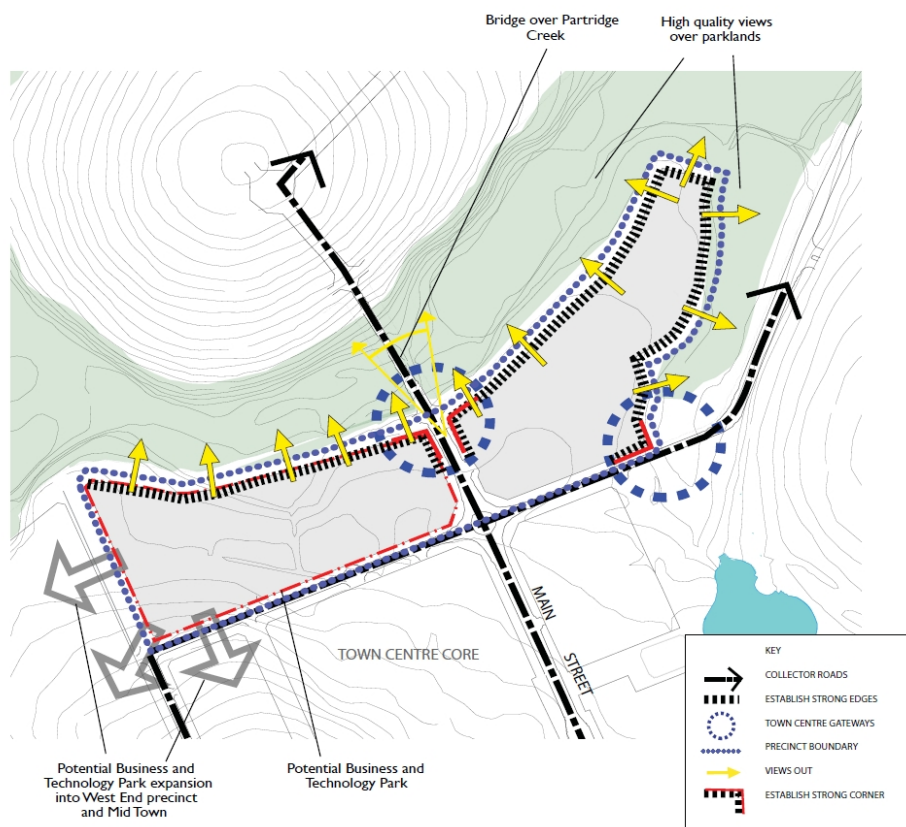 Bridge over Partridge
Creek
High quality views
over parklands
MAIN
STREET
TOWN CENTRE CORE
Potential Business and
Technology Park expansion
into West End precinct
and Mid Town
Potential Business and
Technology Park
KEY
COLLECTOR ROADS
ESTABLISH STRONG EDGES
TOWN CENTRE GATEWAYS
PRECINCT BOUNDARY
VIEWS OUT
ESTABLISH STRONG CORNER